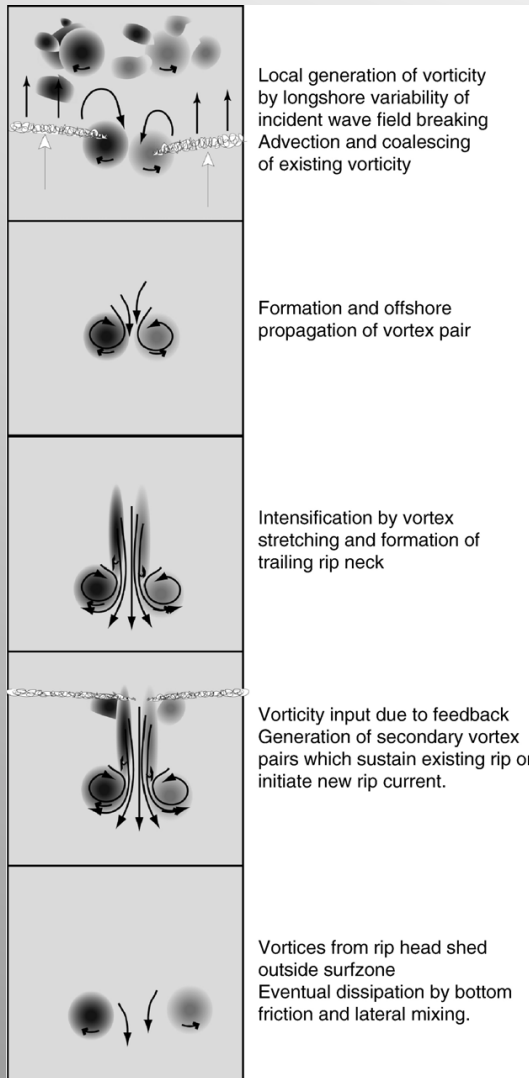 Local generation of vorticity
by longshore variability of
incident wave field breaking
Advection and coalescing
of existing vorticity
Formation and offshore
propagation of vortex pair
Intensification by vortex
stretching and formation of
trailing rip neck
Vorticity input due to feedback
Generation of secondary vortex
pairs which sustain existing rip or
initiate new rip current.
Vortices from rip head shed
outside surfzone
Eventual dissipation by bottom
friction and lateral mixing.